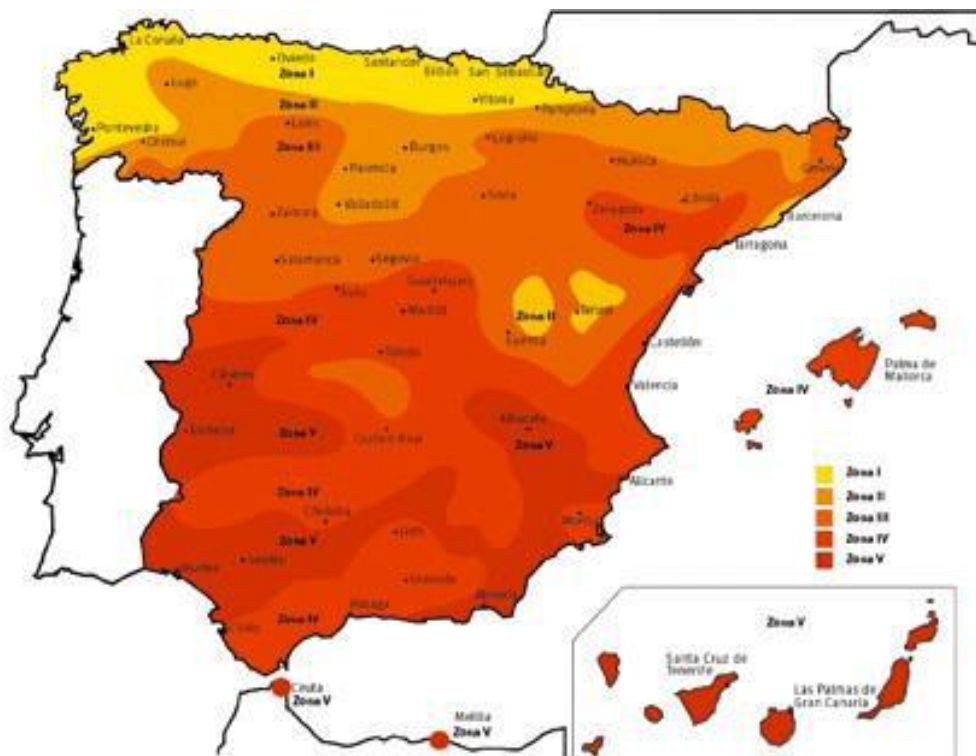 La Coruña
Oviedo
Santander
Bilbao
San Sebastián
Zona I
Lugo
Vitoria
Pamplona
Zona II
León
Pontevedra
Orense
Zona III
Burgos
Logroño
Huesca
Gerona
Palencia
Zamora
Valladolid
Soria
Zaragoza
Lérida
Barcelona
Zona IV
Tarragona
Salamanca
Segovia
Guadalajara
Ávila
Madrid
Zona IV
Zona II
Teruel
Cuenca
Toledo
Castellón
Cáceres
Valencia
Zona IV
Palma de
Mallorca
Badajoz
Zona V
Ciudad Real
Albacete
Zona V
Zona I
Zona II
Zona III
Zona IV
Zona V
Alicante
Zona IV
Córdoba
Jaén
Murcia
Zona V
Sevilla
Huelva
Granada
Almería
Málaga
Zona IV
Cádiz
Zona V
Santa Cruz de
Tenerife
Las Palmas de
Gran Canaria
Ceuta
Zona V
Melilla
Zona V